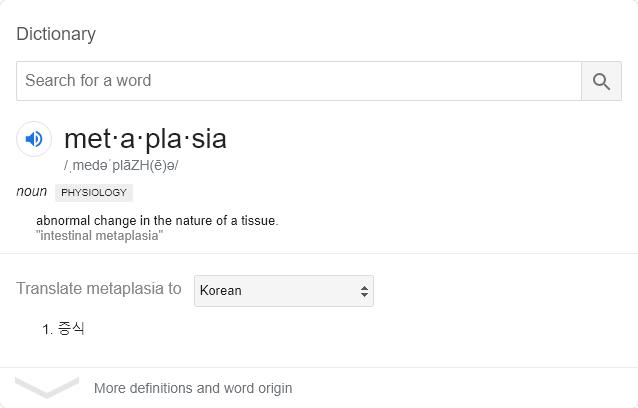 Dictionary
Search for a word
met·a·pla·sia
/ˌmedəˈplāZH(ē)ə/
noun PHYSIOLOGY
abnormal change in the nature of a tissue.
"intestinal metaplasia"
Translate metaplasia to Korean
1. 증식
More definitions and word origin